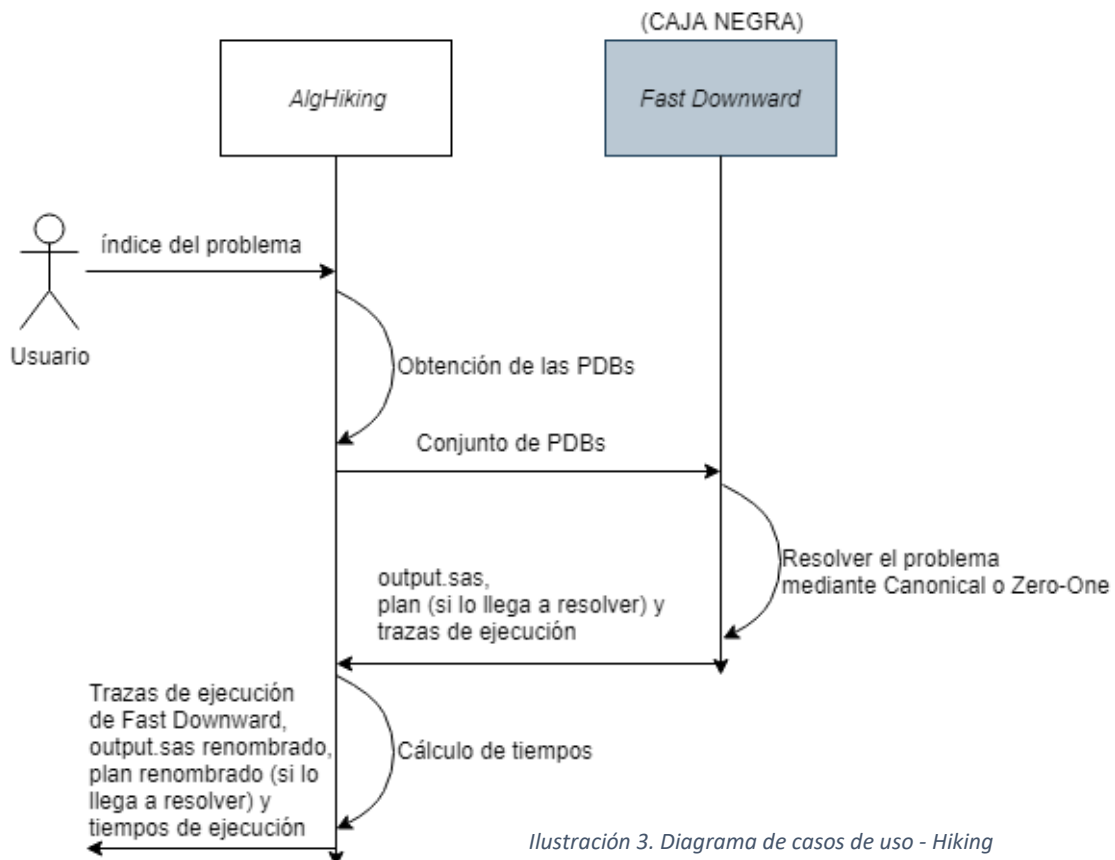 (CAJA NEGRA)
AlgHiking
Fast Downward
índice del problema
Usuario
Obtención de las PDBs
Conjunto de PDBs
Resolver el problema
mediante Canonical o Zero-One
output.sas,
plan (si lo llega a resolver) y
trazas de ejecución
Trazas de ejecución
de Fast Downward,
output.sas renombrado,
plan renombrado (si lo
llega a resolver) y
tiempos de ejecución
Cálculo de tiempos
Ilustración 3. Diagrama de casos de uso - Hiking